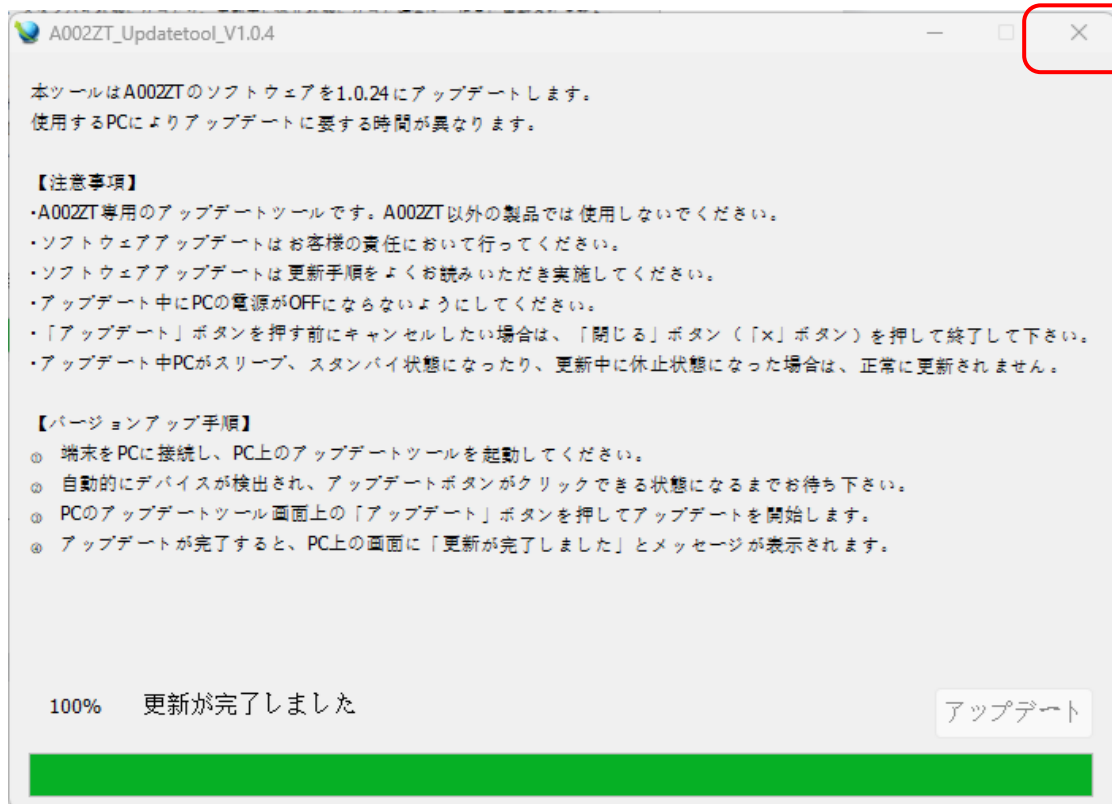 A002ZT_Updatetool_V1.0.4
本ツールはA002ZTのソフトウェアを1.0.24にアップデートします。
使用するPCによりアップデートに要する時間が異なります。
【注意事項】
・A002ZT専用のアップデートツールです。A002ZT以外の製品では使用しないでください。
・ソフトウェアアップデートはお客様の責任において行ってください。
・ソフトウェアアップデートは更新手順をよくお読みいただき実施してください。
・アップデート中にPCの電源がOFFにならないようにしてください。
・「アップデート」ボタンを押す前にキャンセルしたい場合は、「閉じる」ボタン（「×」ボタン）を押して終了して下さい。
・アップデート中PCがスリープ、スタンバイ状態になったり、更新中に休止状態になった場合は、正常に更新されません。
【バージョンアップ手順】
① 端末をPCに接続し、PC上のアップデートツールを起動してください。
② 自動的にデバイスが検出され、アップデートボタンがクリックできる状態になるまでお待ち下さい。
③ PCのアップデートツール画面上の「アップデート」ボタンを押してアップデートを開始します。
④ アップデートが完了すると、PC上の画面に「更新が完了しました」とメッセージが表示されます。
100% 更新が完了しました
アップデート